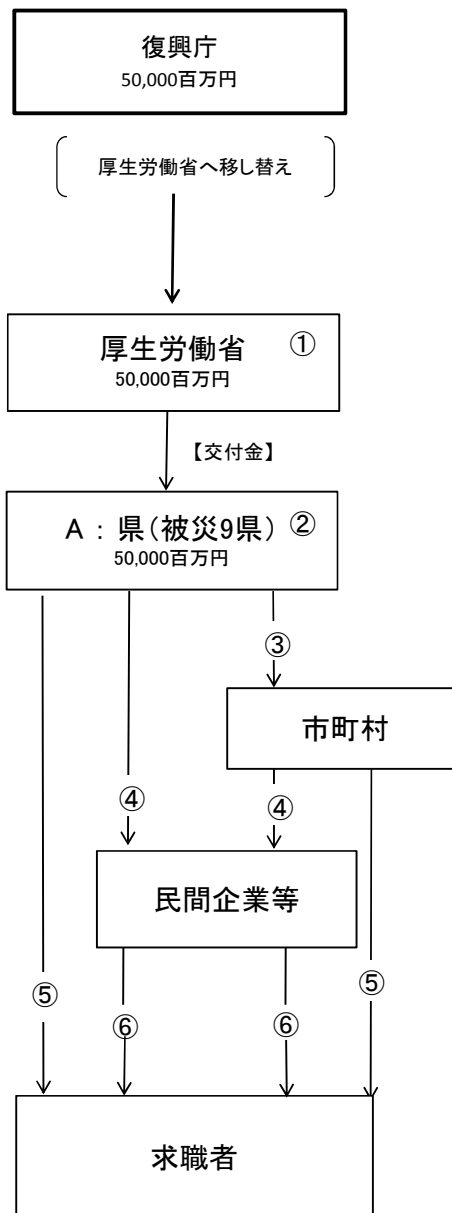 復興庁
50,000百万円
厚生労働省へ移し替え
厚生労働省 ①
50,000百万円
【交付金】
A : 県(被災9県) ②
50,000百万円
③
市町村
④ ④
民間企業等
⑤ ⑤
⑥ ⑥
求職者